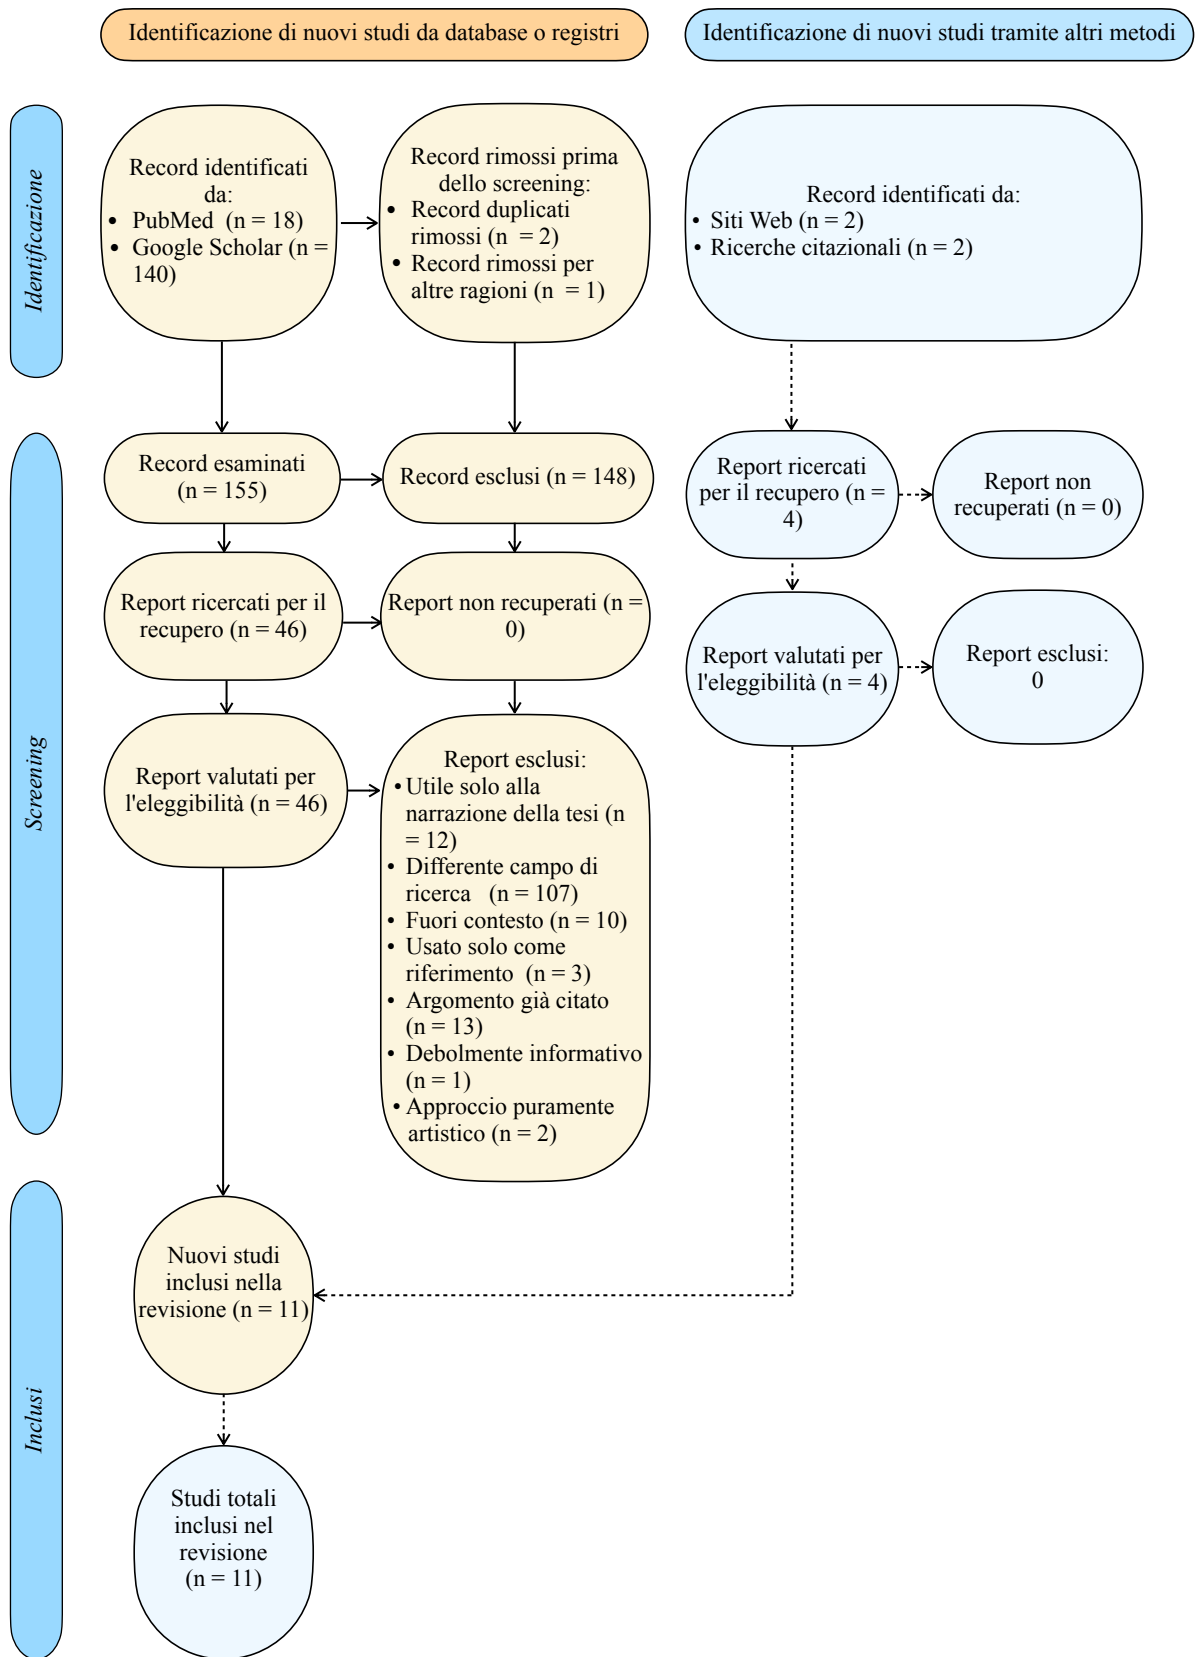 Identificazione di nuovi studi da database o registri
Identificazione di nuovi studi tramite altri metodi
Identificazione
Record identificati
da:
• PubMed (n = 18)
• Google Scholar (n =
140)
Record rimossi prima
dello screening:
• Record duplicati
rimossi (n = 2)
• Record rimossi per
altre ragioni (n = 1)
Record identificati da:
• Siti Web (n = 2)
• Ricerche citazionali (n = 2)
Screening
Record esaminati
(n = 155)
Record esclusi (n = 148)
Report ricercati
per il recupero (n =
4)
Report non
recuperati (n = 0)
Report ricercati per il
recupero (n = 46)
Report non recuperati (n =
0)
Report valutati per
l'eleggibilità (n = 4)
Report esclusi:
0
Report valutati per
l'eleggibilità (n = 46)
Report esclusi:
• Utile solo alla
narrazione della tesi (n
= 12)
• Differente campo di
ricerca (n = 107)
• Fuori contesto (n = 10)
• Usato solo come
riferimento (n = 3)
• Argomento già citato
(n = 13)
• Debolmente informativo
(n = 1)
• Approccio puramente
artistico (n = 2)
Inclusi
Nuovi studi
inclusi nella
revisione (n = 11)
Studi totali
inclusi nel
revisione
(n = 11)